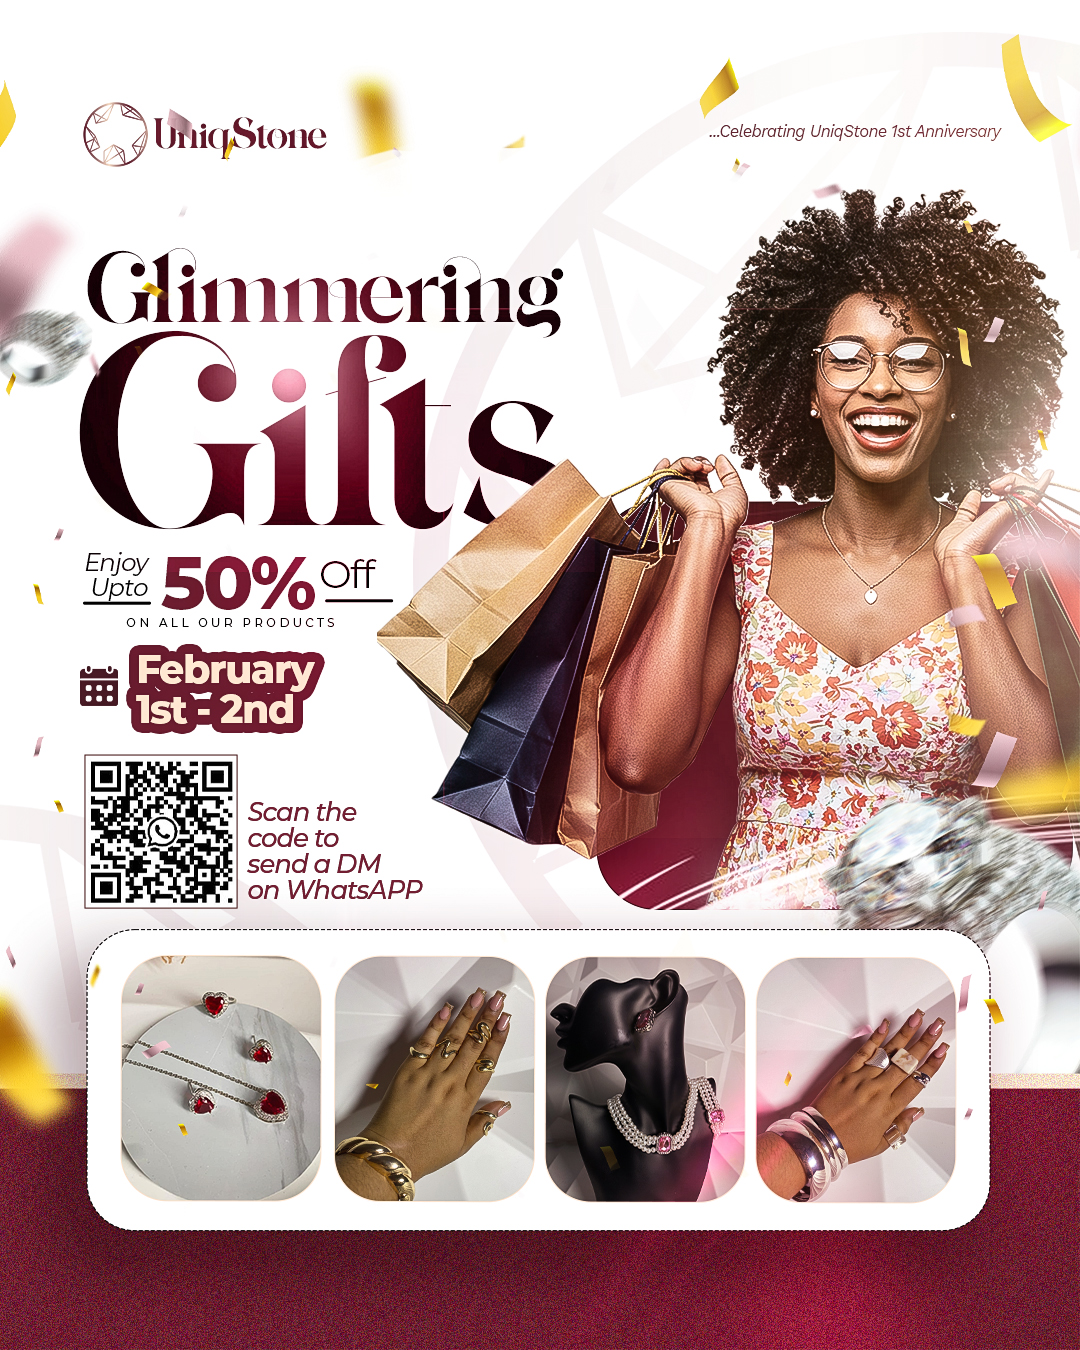 UniqStone
...Celebrating UniqStone 1st Anniversary
Glimmering
Gifts
Enjoy
Upto
50% Off
ON ALL OUR PRODUCTS
February
1st - 2nd
Scan the
code to
send a DM
on WhatsAPP